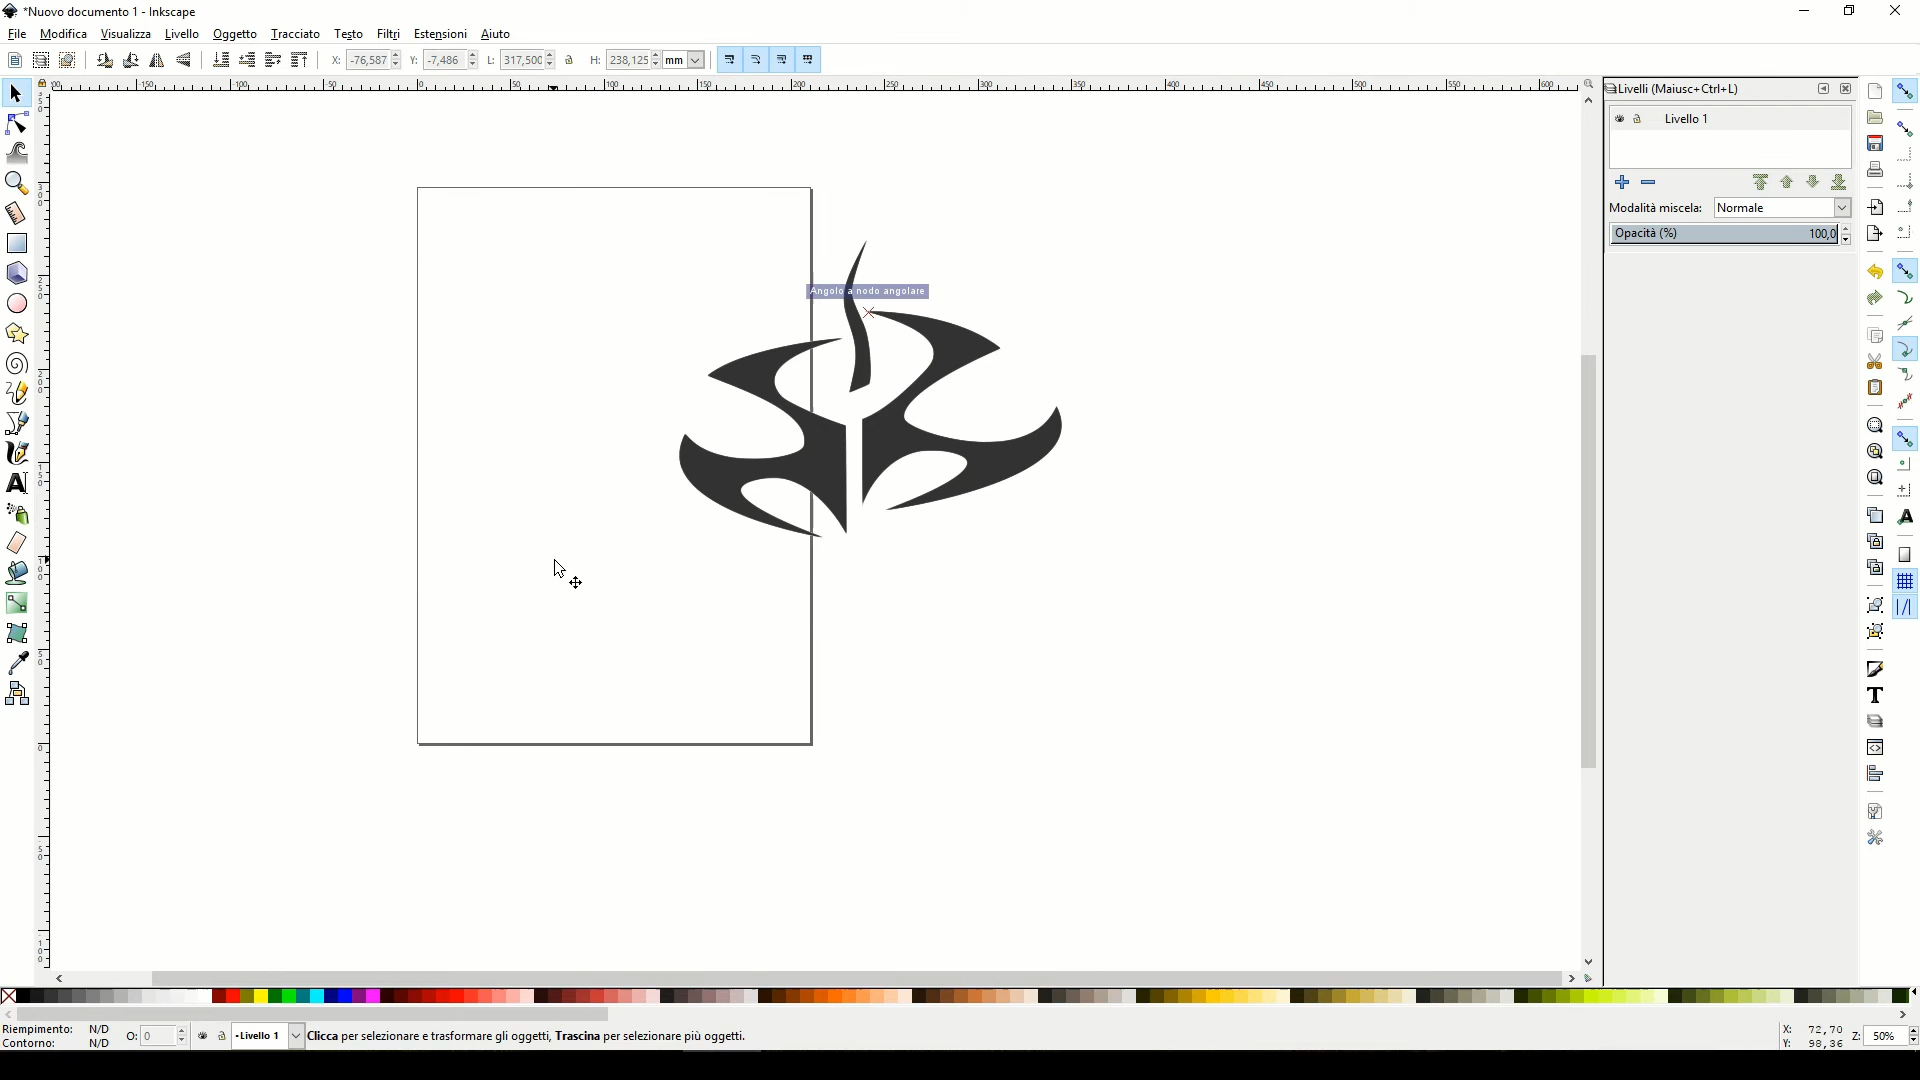 *Nuovo documento 1 - Inkscape
File Modifica Visualizza Livello Oggetto Tracciato Testo Filtri Estensioni Aiuto
X: -76,587 Y: -7,486 L: 317,500 H: 238,125 mm
Livelli (Maiusc+Ctrl+L)
Livello 1
Modalità miscela: Normale
Opacità (%) 100,0
Angolo a nodo angolare
Riempimento: N/D
Contorno: N/D
O: 0
Livello 1
Clicca per selezionare e trasformare gli oggetti, Trascina per selezionare più oggetti.
X: 72,70
Y: 98,36
Z: 50%